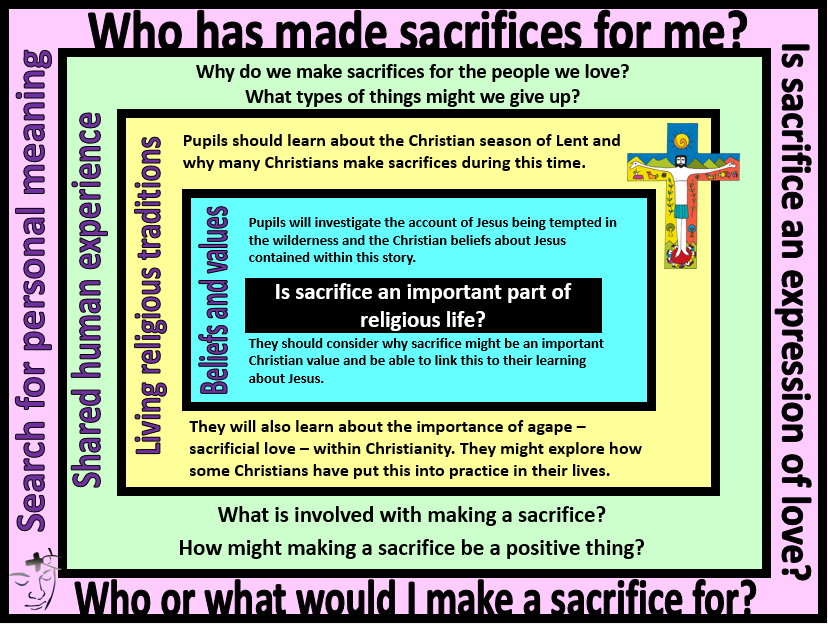 Who has made sacrifices for me?
Search for personal meaning
Is sacrifice an expression of love?
Why do we make sacrifices for the people we love?
What types of things might we give up?
Shared human experience
Living religious traditions
Pupils should learn about the Christian season of Lent and
why many Christians make sacrifices during this time.
Beliefs and values
Pupils will investigate the account of Jesus being tempted in
the wilderness and the Christian beliefs about Jesus
contained within this story.
Is sacrifice an important part of
religious life?
They should consider why sacrifice might be an important
Christian value and be able to link this to their learning
about Jesus.
They will also learn about the importance of agape –
sacrificial love – within Christianity. They might explore how
some Christians have put this into practice in their lives.
What is involved with making a sacrifice?
How might making a sacrifice be a positive thing?
Who or what would I make a sacrifice for?